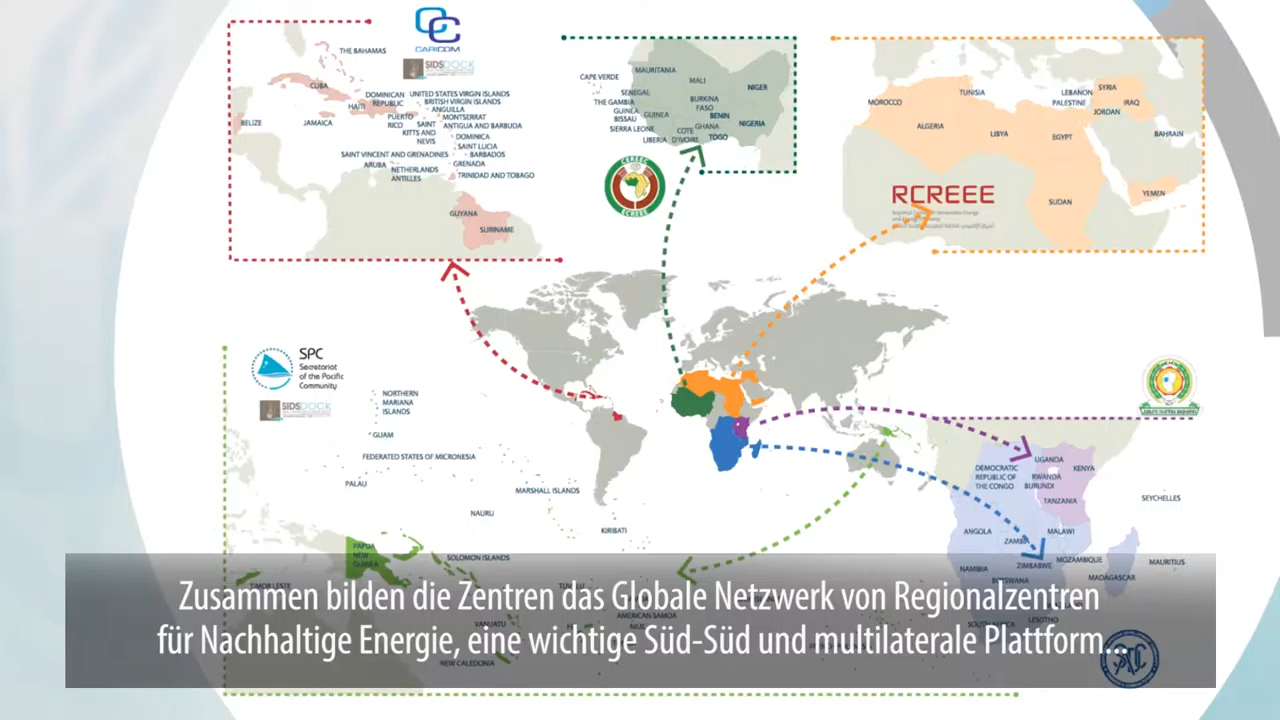 CARICOM
SIDSDOCK
THE BAHAMAS
CUBA
DOMINICAN
REPUBLIC
HAITI
UNITED STATES VIRGIN ISLANDS
BRITISH VIRGIN ISLANDS
ANGUILLA
MONTSERRAT
ANTIGUA AND BARBUDA
BELIZE
JAMAICA
PUERTO
RICO
SAINT
KITTS AND
NEVIS
DOMINICA
SAINT LUCIA
BARBADOS
SAINT VINCENT AND GRENADINES
GRENADA
ARUBA
NETHERLANDS
ANTILLES
TRINIDAD AND TOBAGO
GUYANA
SURINAME
CAPE VERDE
MAURITANIA
MALI
NIGER
SENEGAL
THE GAMBIA
GUINEA
BISSAU
GUINEA
BURKINA
FASO
BENIN
SIERRA LEONE
GHANA
NIGERIA
LIBERIA
COTE
D'IVOIRE
TOGO
ECREEE
MOROCCO
TUNISIA
LEBANON
SYRIA
PALESTINE
IRAQ
JORDAN
ALGERIA
LIBYA
EGYPT
BAHRAIN
YEMEN
SUDAN
RCREEE
SPC
Secretariat
of the Pacific
Community
SIDSDOCK
NORTHERN
MARIANA
ISLANDS
GUAM
FEDERATED STATES OF MICRONESIA
PALAU
MARSHALL ISLANDS
NAURU
KIRIBATI
PAPUA
NEW
GUINEA
SOLOMON ISLANDS
TIMOR LESTE
AMERICAN SAMOA
NIUE
VANUATU
NEW CALEDONIA
UGANDA
KENYA
DEMOCRATIC
REPUBLIC OF
THE CONGO
RWANDA
BURUNDI
TANZANIA
SEYCHELLES
ANGOLA
MALAWI
ZAMBI
ZIMBABWE
MOZAMBIQUE
MAURITIUS
NAMIBIA
BOTSWANA
MADAGASCAR
LESOTHO
SOUTH AFRICA
Zusammen bilden die Zentren das Globale Netzwerk von Regionalzentren
für Nachhaltige Energie, eine wichtige Süd-Süd und multilaterale Plattform...